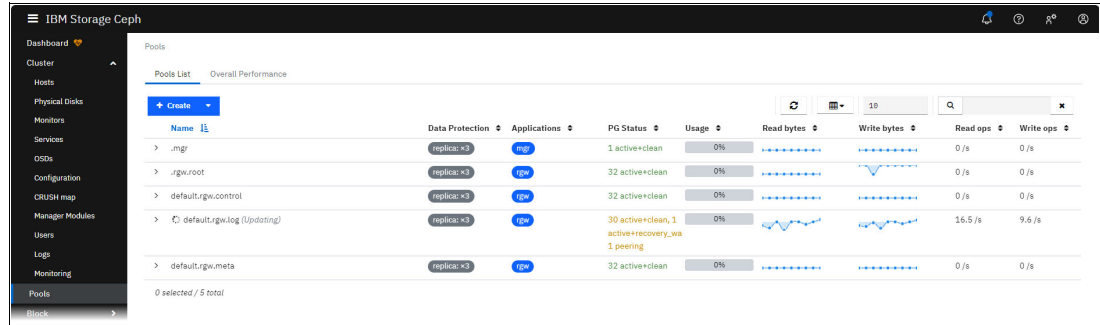 IBM Storage Ceph
Dashboard
Cluster
Hosts
Physical Disks
Monitors
Services
OSDs
Configuration
CRUSH map
Manager Modules
Users
Logs
Monitoring
Pools
Block
Pools
Pools List Overall Performance
+ Create
10
Name Data Protection Applications PG Status Usage Read bytes Write bytes Read ops Write ops
.mgr replica: ×3 mgr 1 active+clean 0% 0 /s 0 /s
.rgw.root replica: ×3 rgw 32 active+clean 0% 0 /s 0 /s
default.rgw.control replica: ×3 rgw 32 active+clean 0% 0 /s 0 /s
default.rgw.log (Updating) replica: ×3 rgw 30 active+clean, 1 0% 16.5 /s 9.6 /s
active+recovery_wa
1 peering
default.rgw.meta replica: ×3 rgw 32 active+clean 0% 0 /s 0 /s
0 selected / 5 total